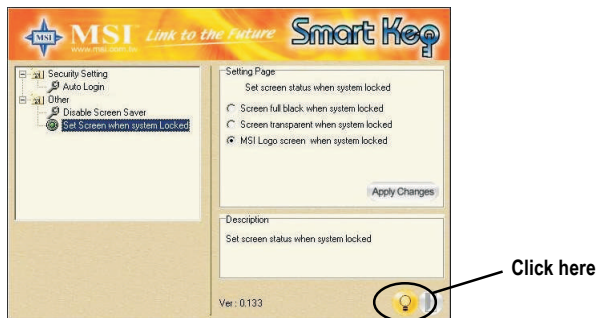 MSI Link to the Future Smart Key
www.msi.com.tw
Security Setting
Auto Login
Other
Disable Screen Saver
Set Screen when system Locked
Setting Page
Set screen status when system locked
Screen full black when system locked
Screen transparent when system locked
MSI Logo screen when system locked
Apply Changes
Description
Set screen status when system locked
Ver : 0.133
Click here